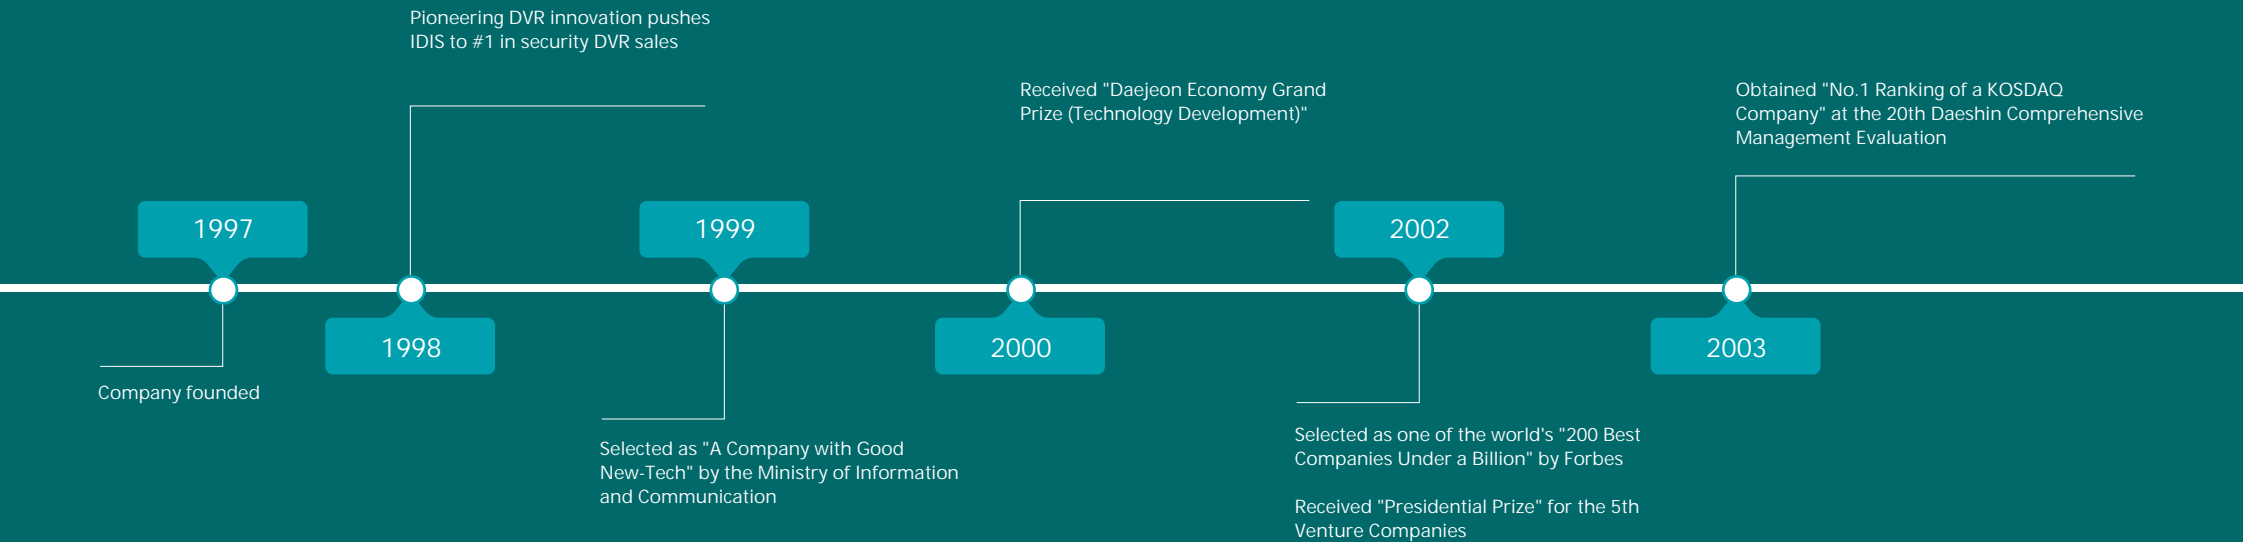 Pioneering DVR innovation pushes
IDIS to #1 in security DVR sales
Received "Daejeon Economy Grand
Prize (Technology Development)"
Obtained "No.1 Ranking of a KOSDAQ
Company" at the 20th Daeshin Comprehensive
Management Evaluation
1997
1999
2002
1998
2000
2003
Company founded
Selected as "A Company with Good
New-Tech" by the Ministry of Information
and Communication
Selected as one of the world's "200 Best
Companies Under a Billion" by Forbes
Received "Presidential Prize" for the 5th
Venture Companies